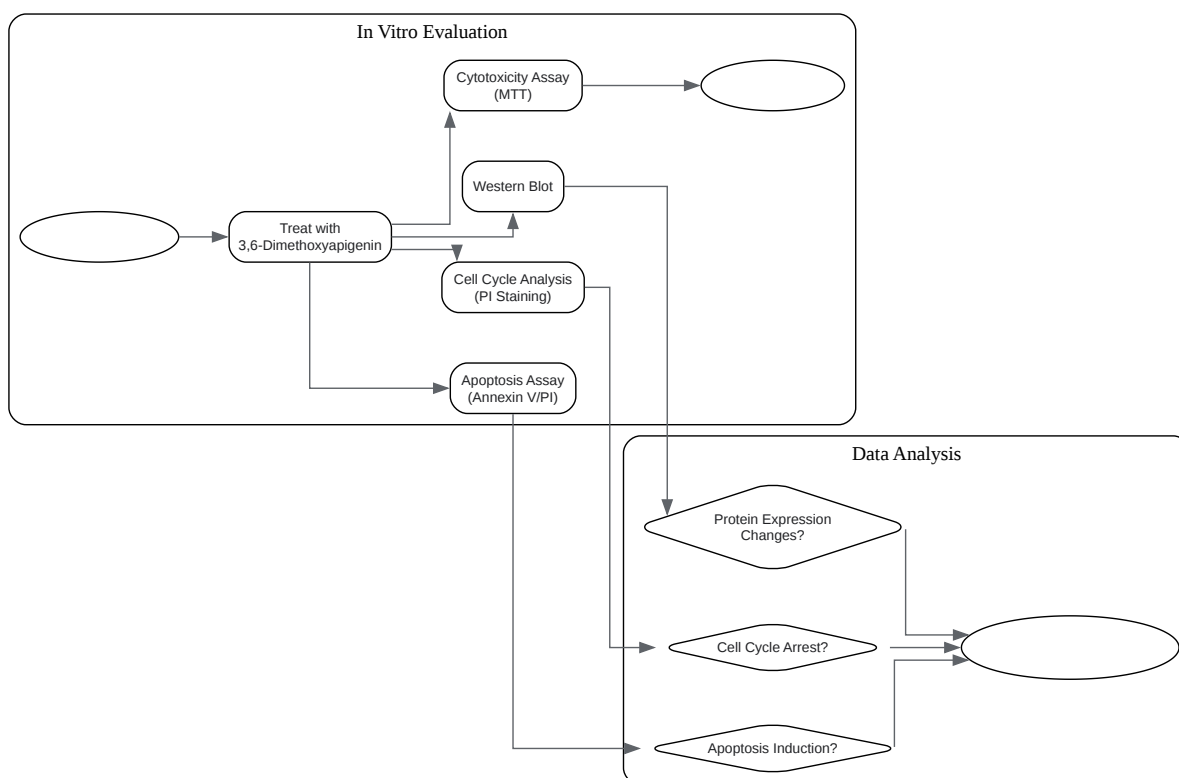 In Vitro Evaluation
Cytotoxicity Assay
(MTT)
Western Blot
Treat with
3,6-Dimethoxyapigenin
Cell Cycle Analysis
(PI Staining)
Apoptosis Assay
(Annexin V/PI)
Data Analysis
Protein Expression
Changes?
Cell Cycle Arrest?
Apoptosis Induction?